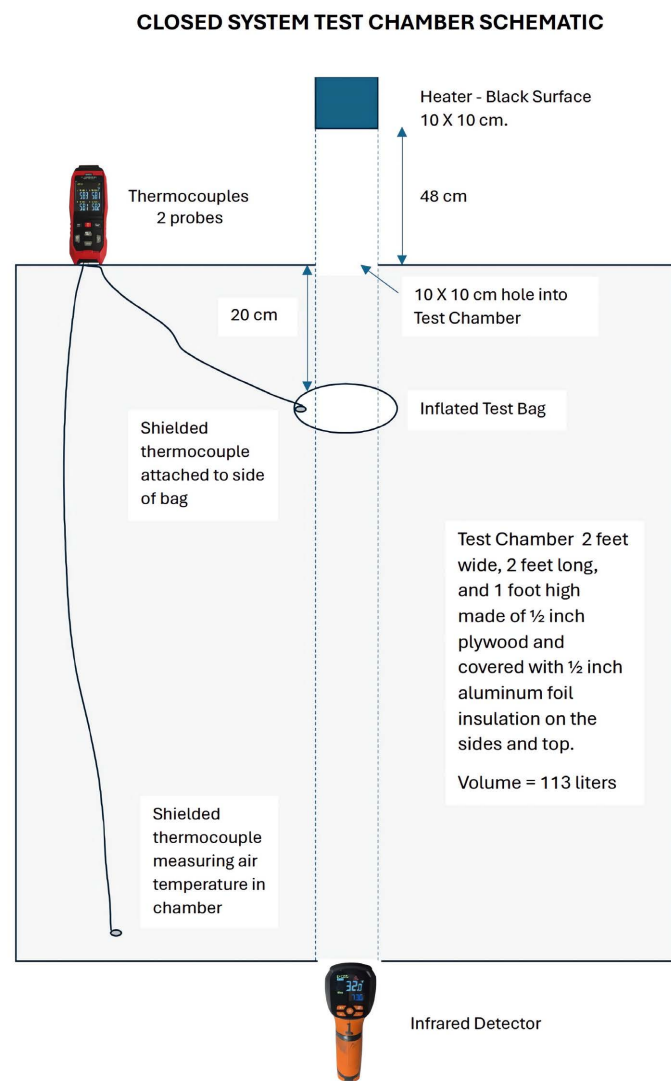 CLOSED SYSTEM TEST CHAMBER SCHEMATIC
Heater - Black Surface
10 X 10 cm.
Thermocouples
2 probes
48 cm
20 cm
10 X 10 cm hole into
Test Chamber
Inflated Test Bag
Shielded
thermocouple
attached to side
of bag
Test Chamber 2 feet
wide, 2 feet long,
and 1 foot high
made of ½ inch
plywood and
covered with ½ inch
aluminum foil
insulation on the
sides and top.
Volume = 113 liters
Shielded
thermocouple
measuring air
temperature in
chamber
Infrared Detector